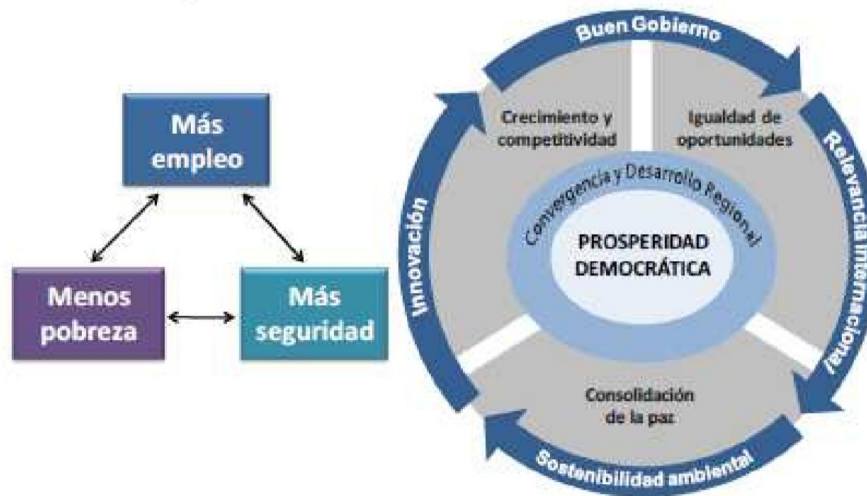 Más
empleo
Menos
pobreza
Más
seguridad
Buen Gobierno
Crecimiento y
competitividad
Igualdad de
oportunidades
Relevancia Internacional
Innovación
Convergencia y Desarrollo Regional
PROSPERIDAD
DEMOCRÁTICA
Consolidación
de la paz
Sostenibilidad ambiental